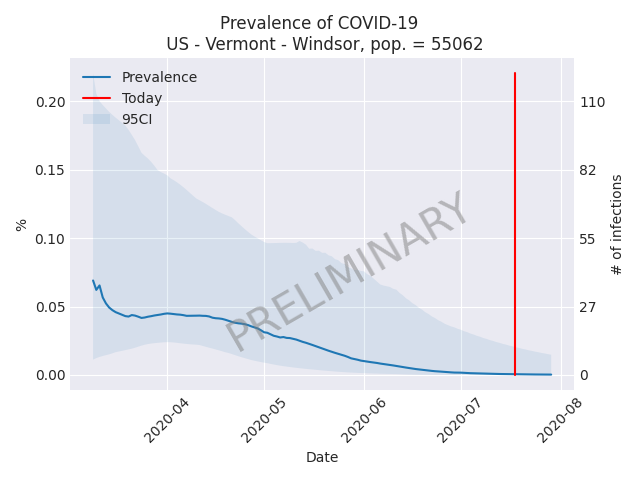 Prevalence of COVID-19
US - Vermont - Windsor, pop. = 55062
Prevalence
Today
95CI
0.20
0.15
0.10
0.05
0.00
%
110
82
55
27
0
# of infections
PRELIMINARY
2020-04
2020-05
2020-06
2020-07
2020-08
Date